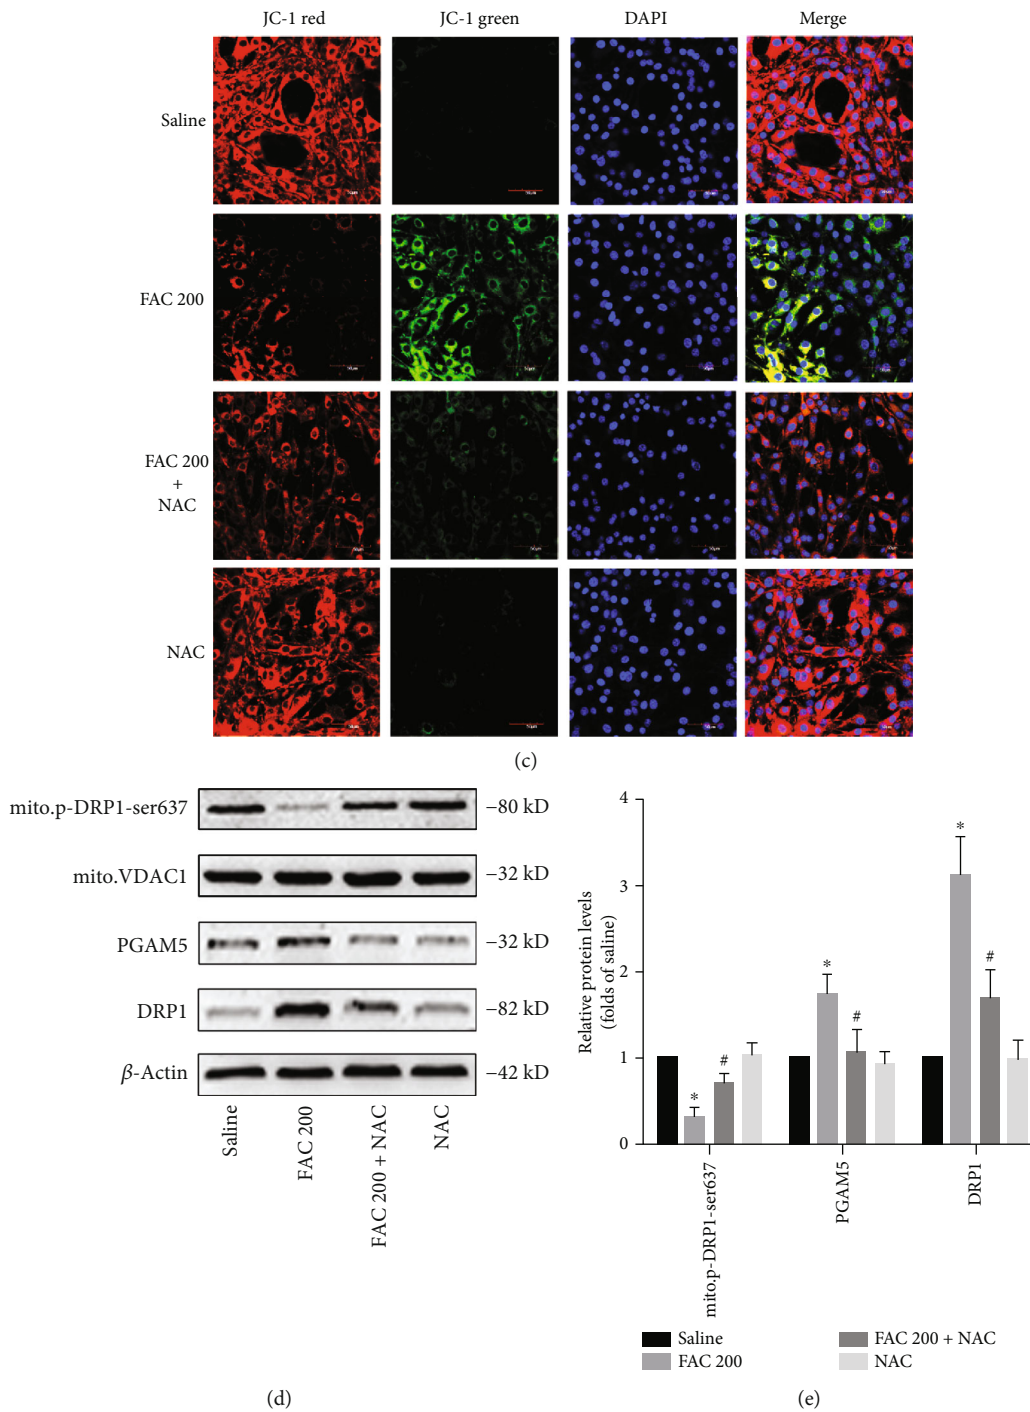 JC-1 red JC-1 green DAPI Merge
Saline
FAC 200
FAC 200
+
NAC
NAC
(c)
mito.p-DRP1-ser637 –80 kD
mito.VDAC1 –32 kD
PGAM5 –32 kD
DRP1 –82 kD
β-Actin –42 kD
Saline
FAC 200
FAC 200 + NAC
NAC
(d)
Relative protein levels
(folds of saline)
4
3
2
1
0
*
#
*
#
*
#
mito.p-DRP1-ser637
PGAM5
DRP1
Saline
FAC 200
FAC 200 + NAC
NAC
(e)